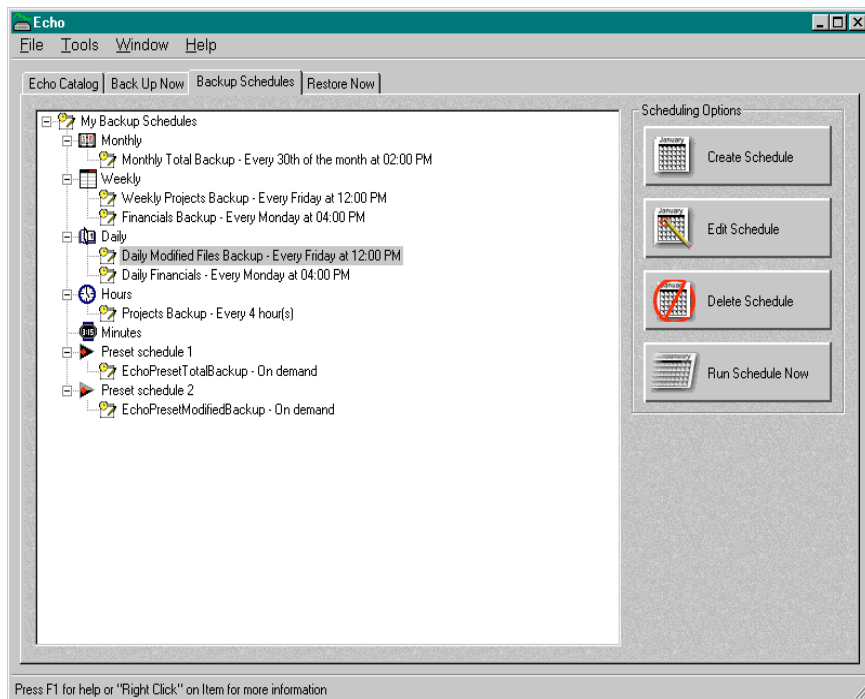 Echo
File Tools Window Help
Echo Catalog Back Up Now Backup Schedules Restore Now
My Backup Schedules
Monthly
Monthly Total Backup - Every 30th of the month at 02:00 PM
Weekly
Weekly Projects Backup - Every Friday at 12:00 PM
Financials Backup - Every Monday at 04:00 PM
Daily
Daily Modified Files Backup - Every Friday at 12:00 PM
Daily Financials - Every Monday at 04:00 PM
Hours
Projects Backup - Every 4 hour(s)
Minutes
Preset schedule 1
EchoPresetTotalBackup - On demand
Preset schedule 2
EchoPresetModifiedBackup - On demand
Scheduling Options
January
Create Schedule
January
Edit Schedule
January
Delete Schedule
Run Schedule Now
Press F1 for help or "Right Click" on Item for more information